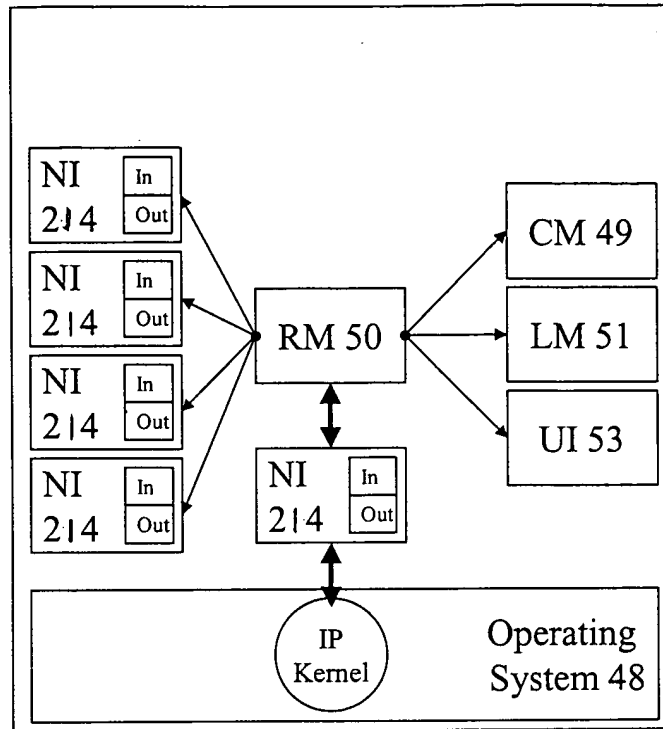 NI
214
In
Out
NI
214
In
Out
NI
214
In
Out
NI
214
In
Out
RM 50
NI
214
In
Out
CM 49
LM 51
UI 53
IP
Kernel
Operating
System 48